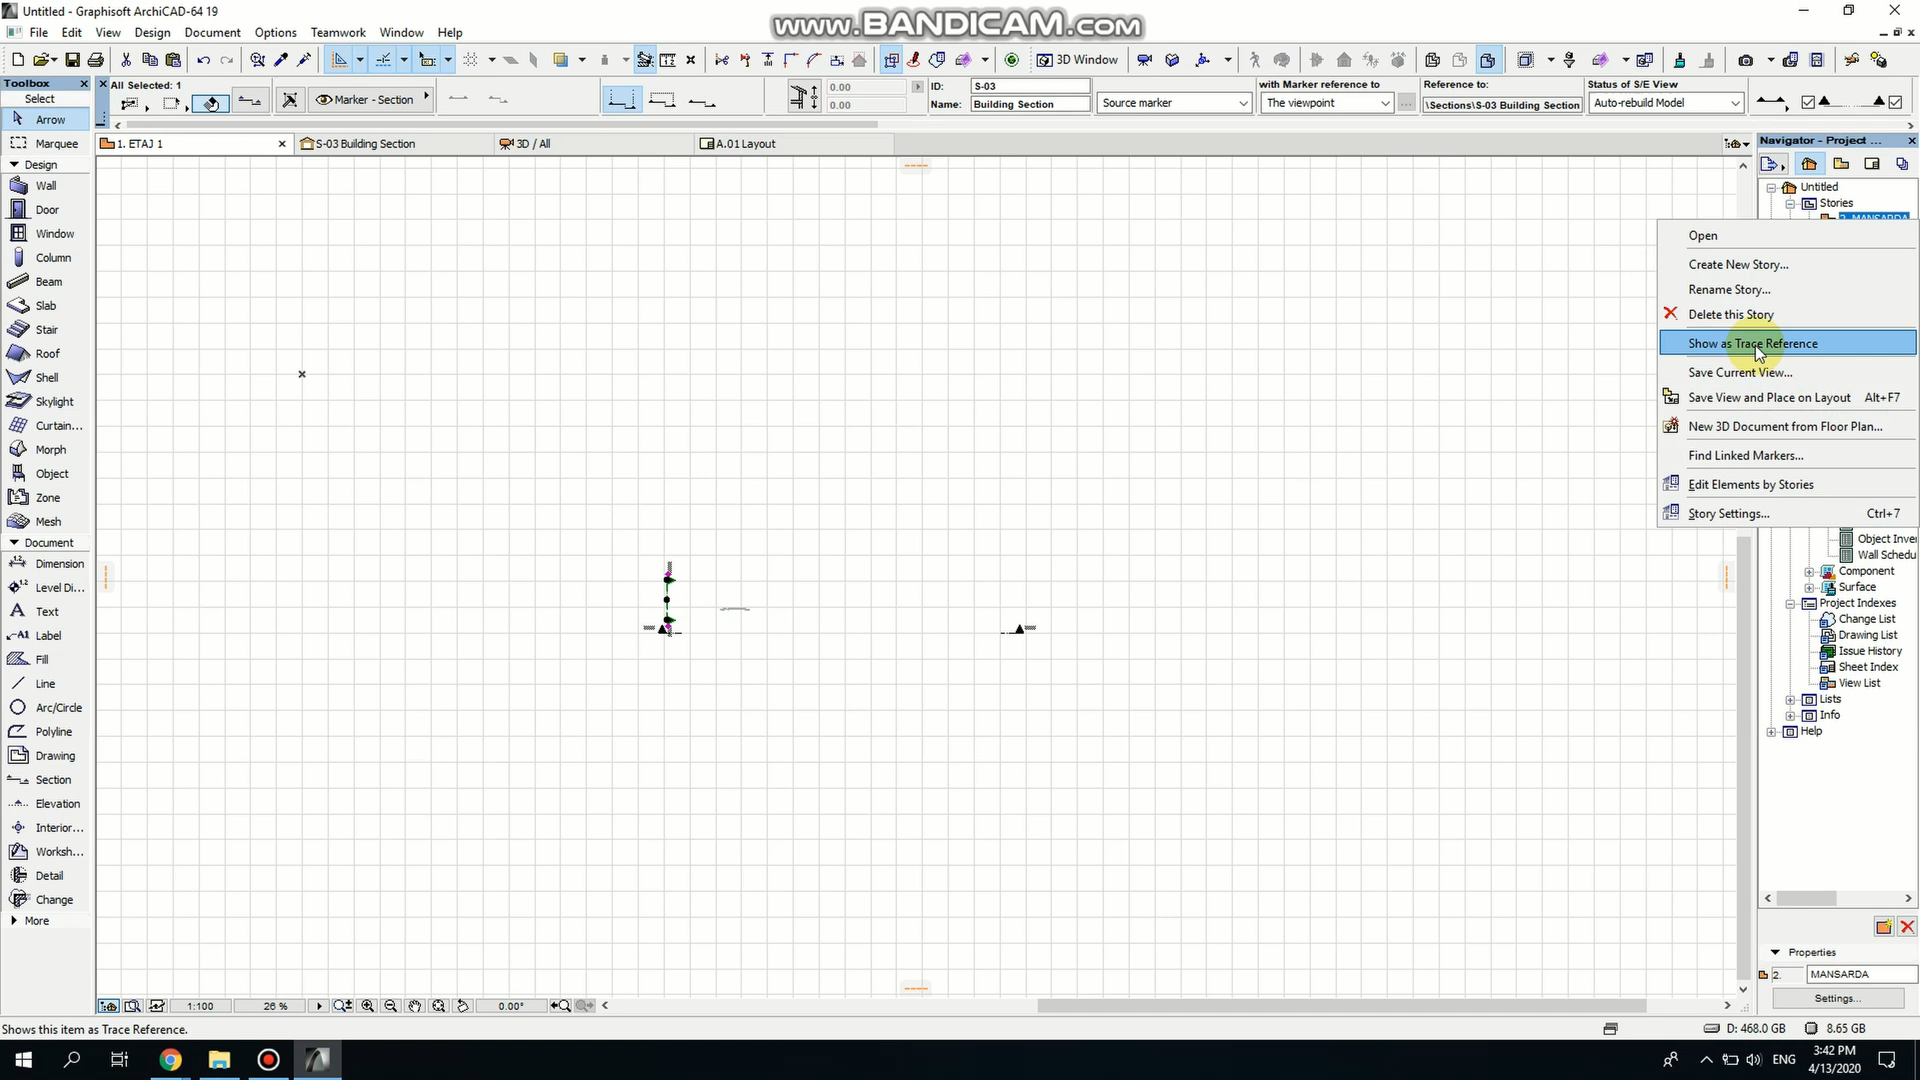 Untitled - Graphisoft ArchiCAD-64 19
www.BANDICAM.com
File Edit View Design Document Options Teamwork Window Help
3D Window
Toolbox
Select
Arrow
Marquee
Design
Wall
Door
Window
Column
Beam
Slab
Stair
Roof
Shell
Skylight
Curtain...
Morph
Object
Zone
Mesh
Document
Dimension
Level Di...
Text
Label
Fill
Line
Arc/Circle
Polyline
Drawing
Section
Elevation
Interior...
Worksh...
Detail
Change
More
All Selected: 1
Marker - Section
0.00
0.00
ID: S-03
Name: Building Section
Source marker
with Marker reference to
The viewpoint
Reference to:
\Sections\S-03 Building Section
Status of S/E View
Auto-rebuild Model
1. ETAJ 1
S-03 Building Section
3D / All
A.01 Layout
Navigator - Project ...
Untitled
Stories
2. MANSARDA
Open
Create New Story...
Rename Story...
Delete this Story
Show as Trace Reference
Save Current View...
Save View and Place on Layout Alt+F7
New 3D Document from Floor Plan...
Find Linked Markers...
Edit Elements by Stories
Story Settings... Ctrl+7
Object Inve
Wall Schedu
Component
Surface
Project Indexes
Change List
Drawing List
Issue History
Sheet Index
View List
Lists
Info
Help
Properties
2. MANSARDA
Settings...
1:100
26 %
0.00°
Shows this item as Trace Reference.
D: 468.0 GB
8.65 GB
ENG
3:42 PM
4/13/2020